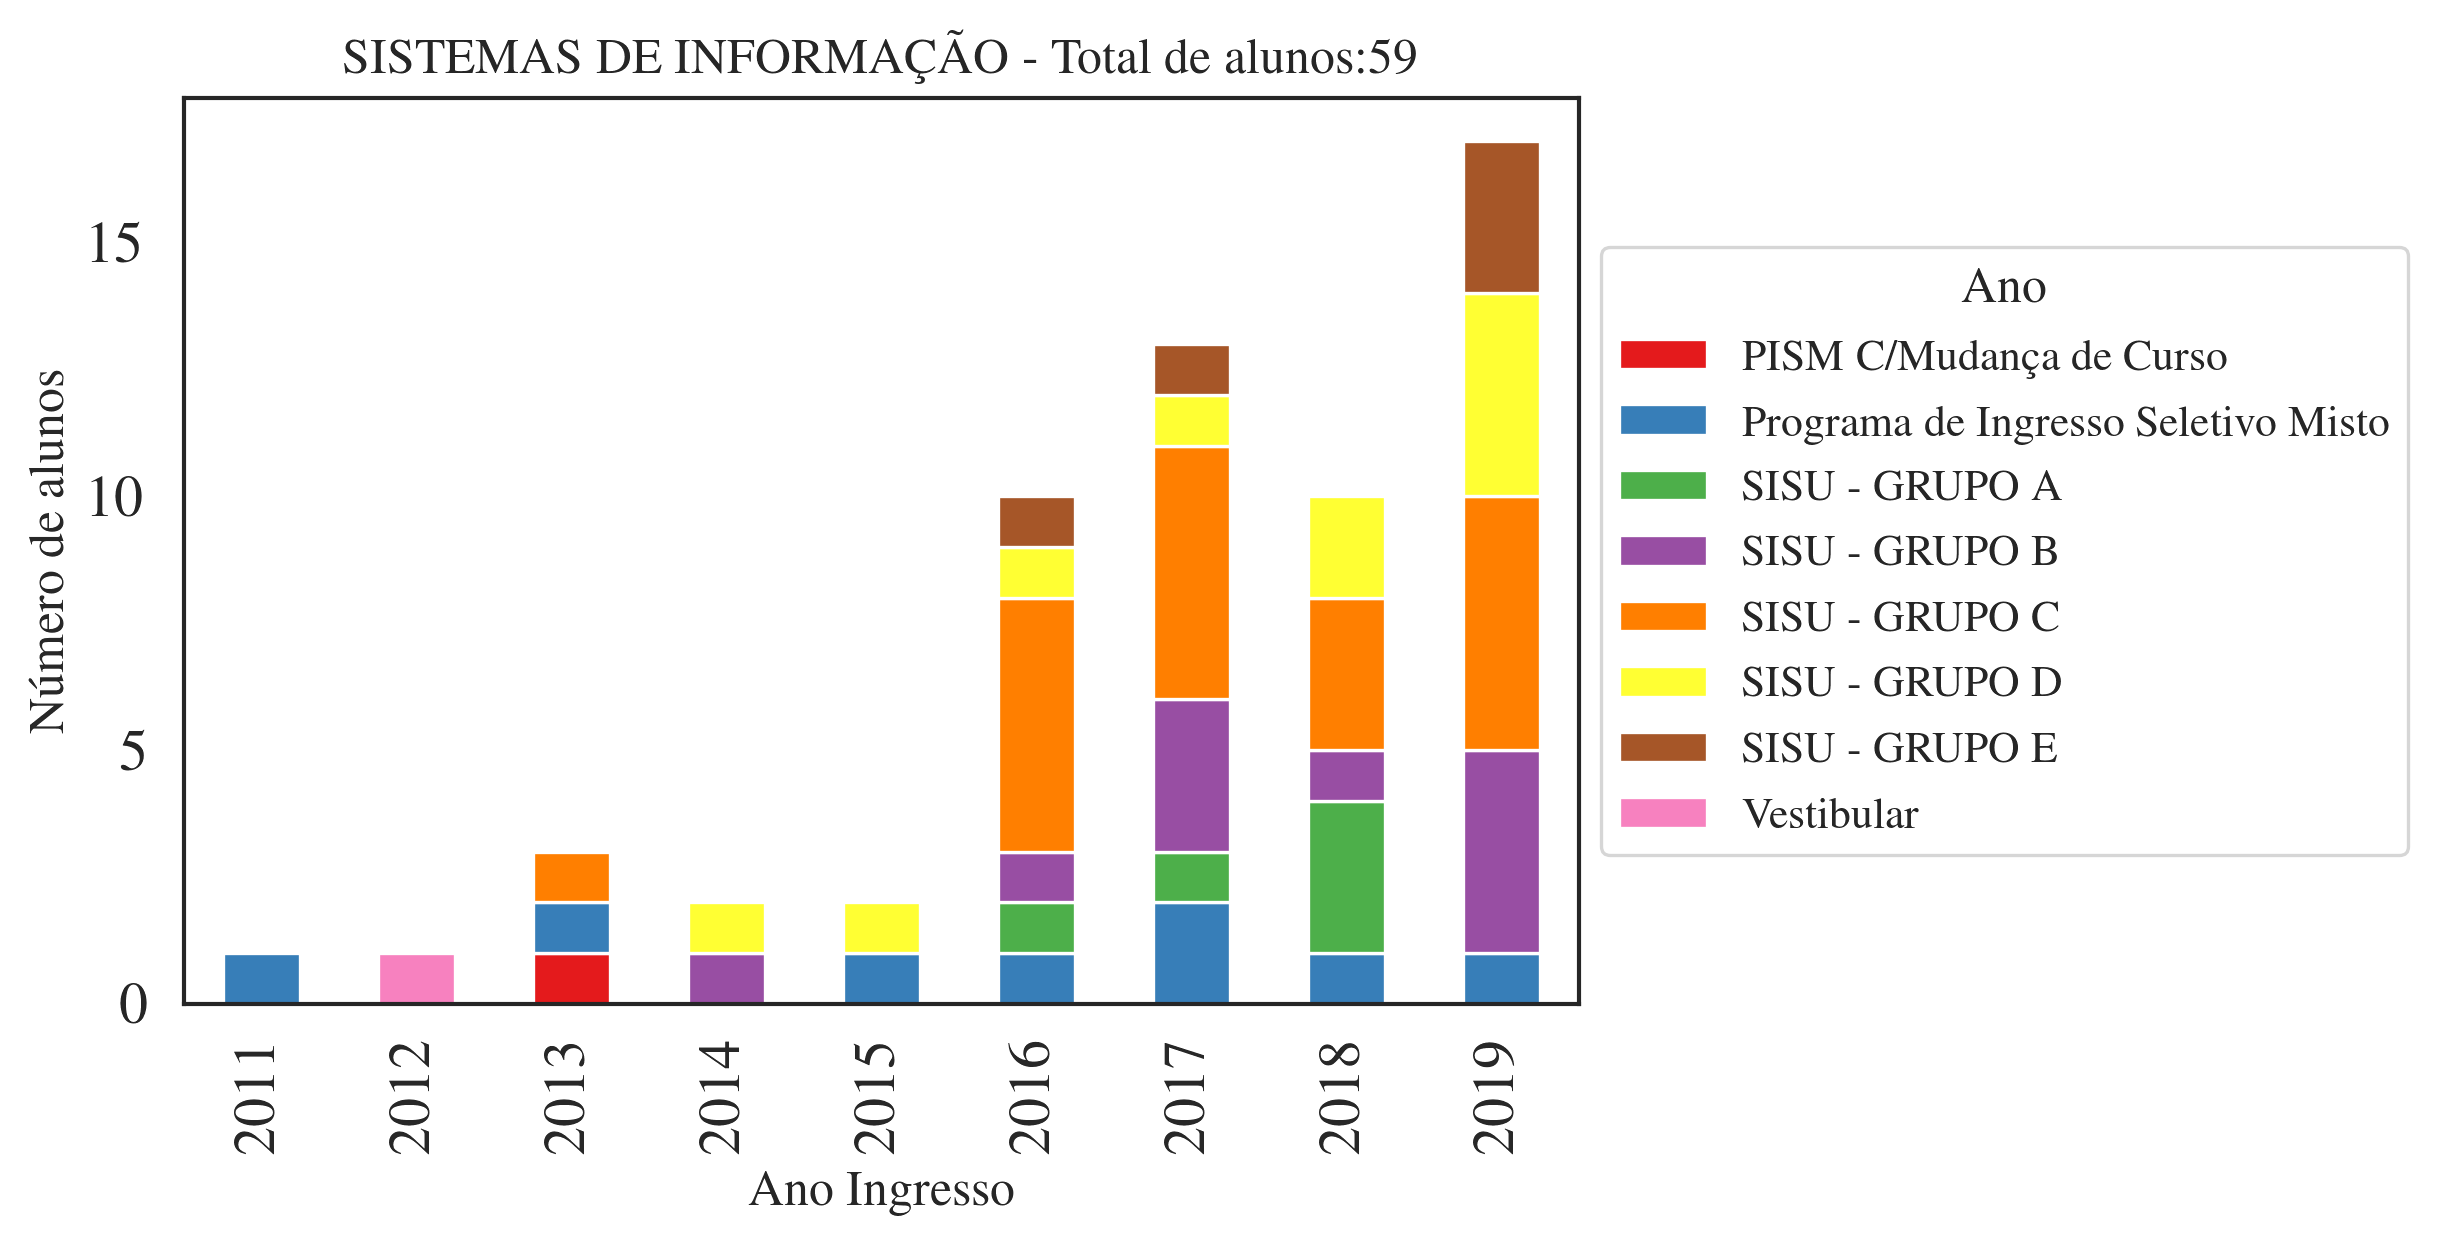 SISTEMAS DE INFORMAÇÃO - Total de alunos:59
Número de alunos
15
10
5
0
2011
2012
2013
2014
2015
2016
2017
2018
2019
Ano Ingresso
Ano
PISM C/Mudança de Curso
Programa de Ingresso Seletivo Misto
SISU - GRUPO A
SISU - GRUPO B
SISU - GRUPO C
SISU - GRUPO D
SISU - GRUPO E
Vestibular